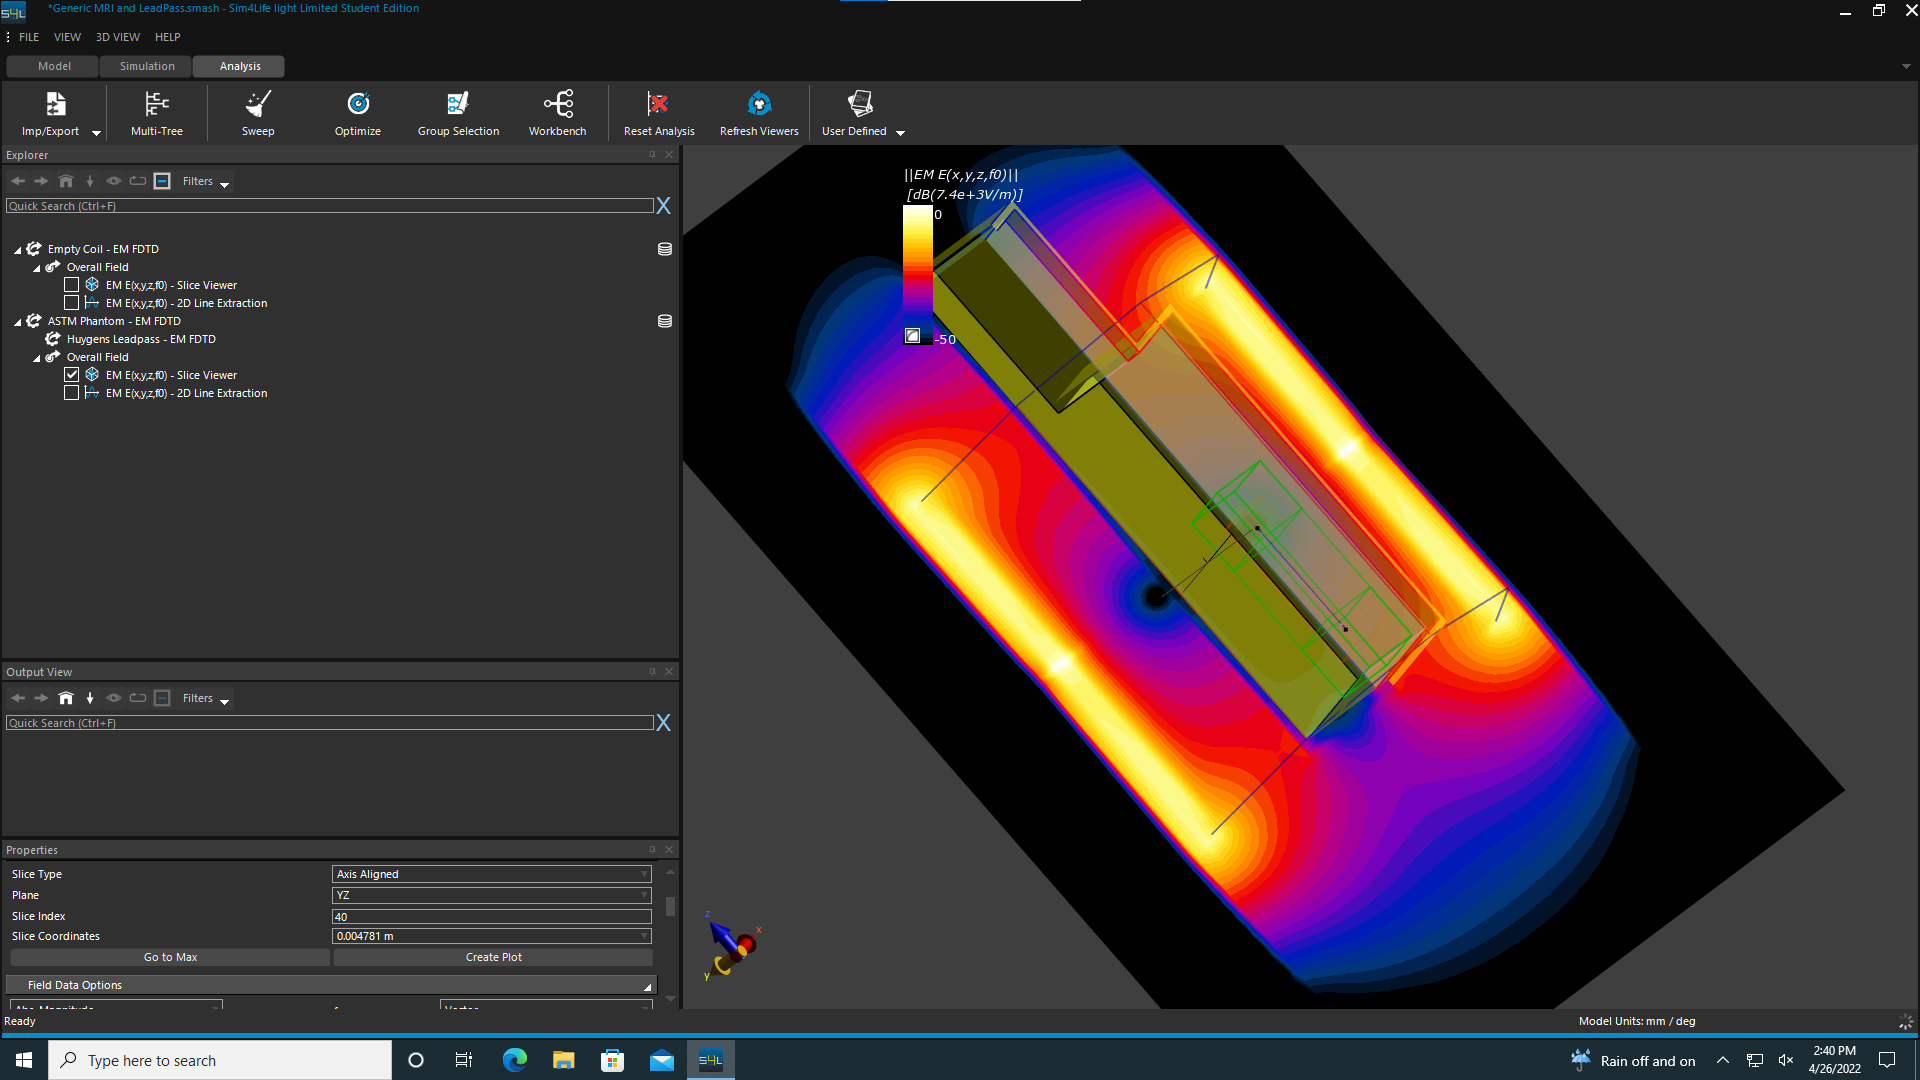 S4L
*Generic MRI and LeadPass.smash - Sim4Life light Limited Student Edition
FILE VIEW 3D VIEW HELP
Model Simulation Analysis
Imp/Export Multi-Tree Sweep Optimize Group Selection Workbench Reset Analysis Refresh Viewers User Defined
Explorer
Filters
Quick Search (Ctrl+F) X
Empty Coil - EM FDTD
Overall Field
EM E(x,y,z,f0) - Slice Viewer
EM E(x,y,z,f0) - 2D Line Extraction
ASTM Phantom - EM FDTD
Huygens Leadpass - EM FDTD
Overall Field
EM E(x,y,z,f0) - Slice Viewer
EM E(x,y,z,f0) - 2D Line Extraction
Output View
Filters
Quick Search (Ctrl+F) X
Properties
Slice Type Axis Aligned
Plane YZ
Slice Index 40
Slice Coordinates 0.004781 m
Go to Max Create Plot
Field Data Options
||EM E(x,y,z,f0)||
[dB(7.4e+3V/m)]
0
-50
z
x
y
Ready
Model Units: mm / deg
Type here to search
S4L
Rain off and on
2:40 PM
4/26/2022